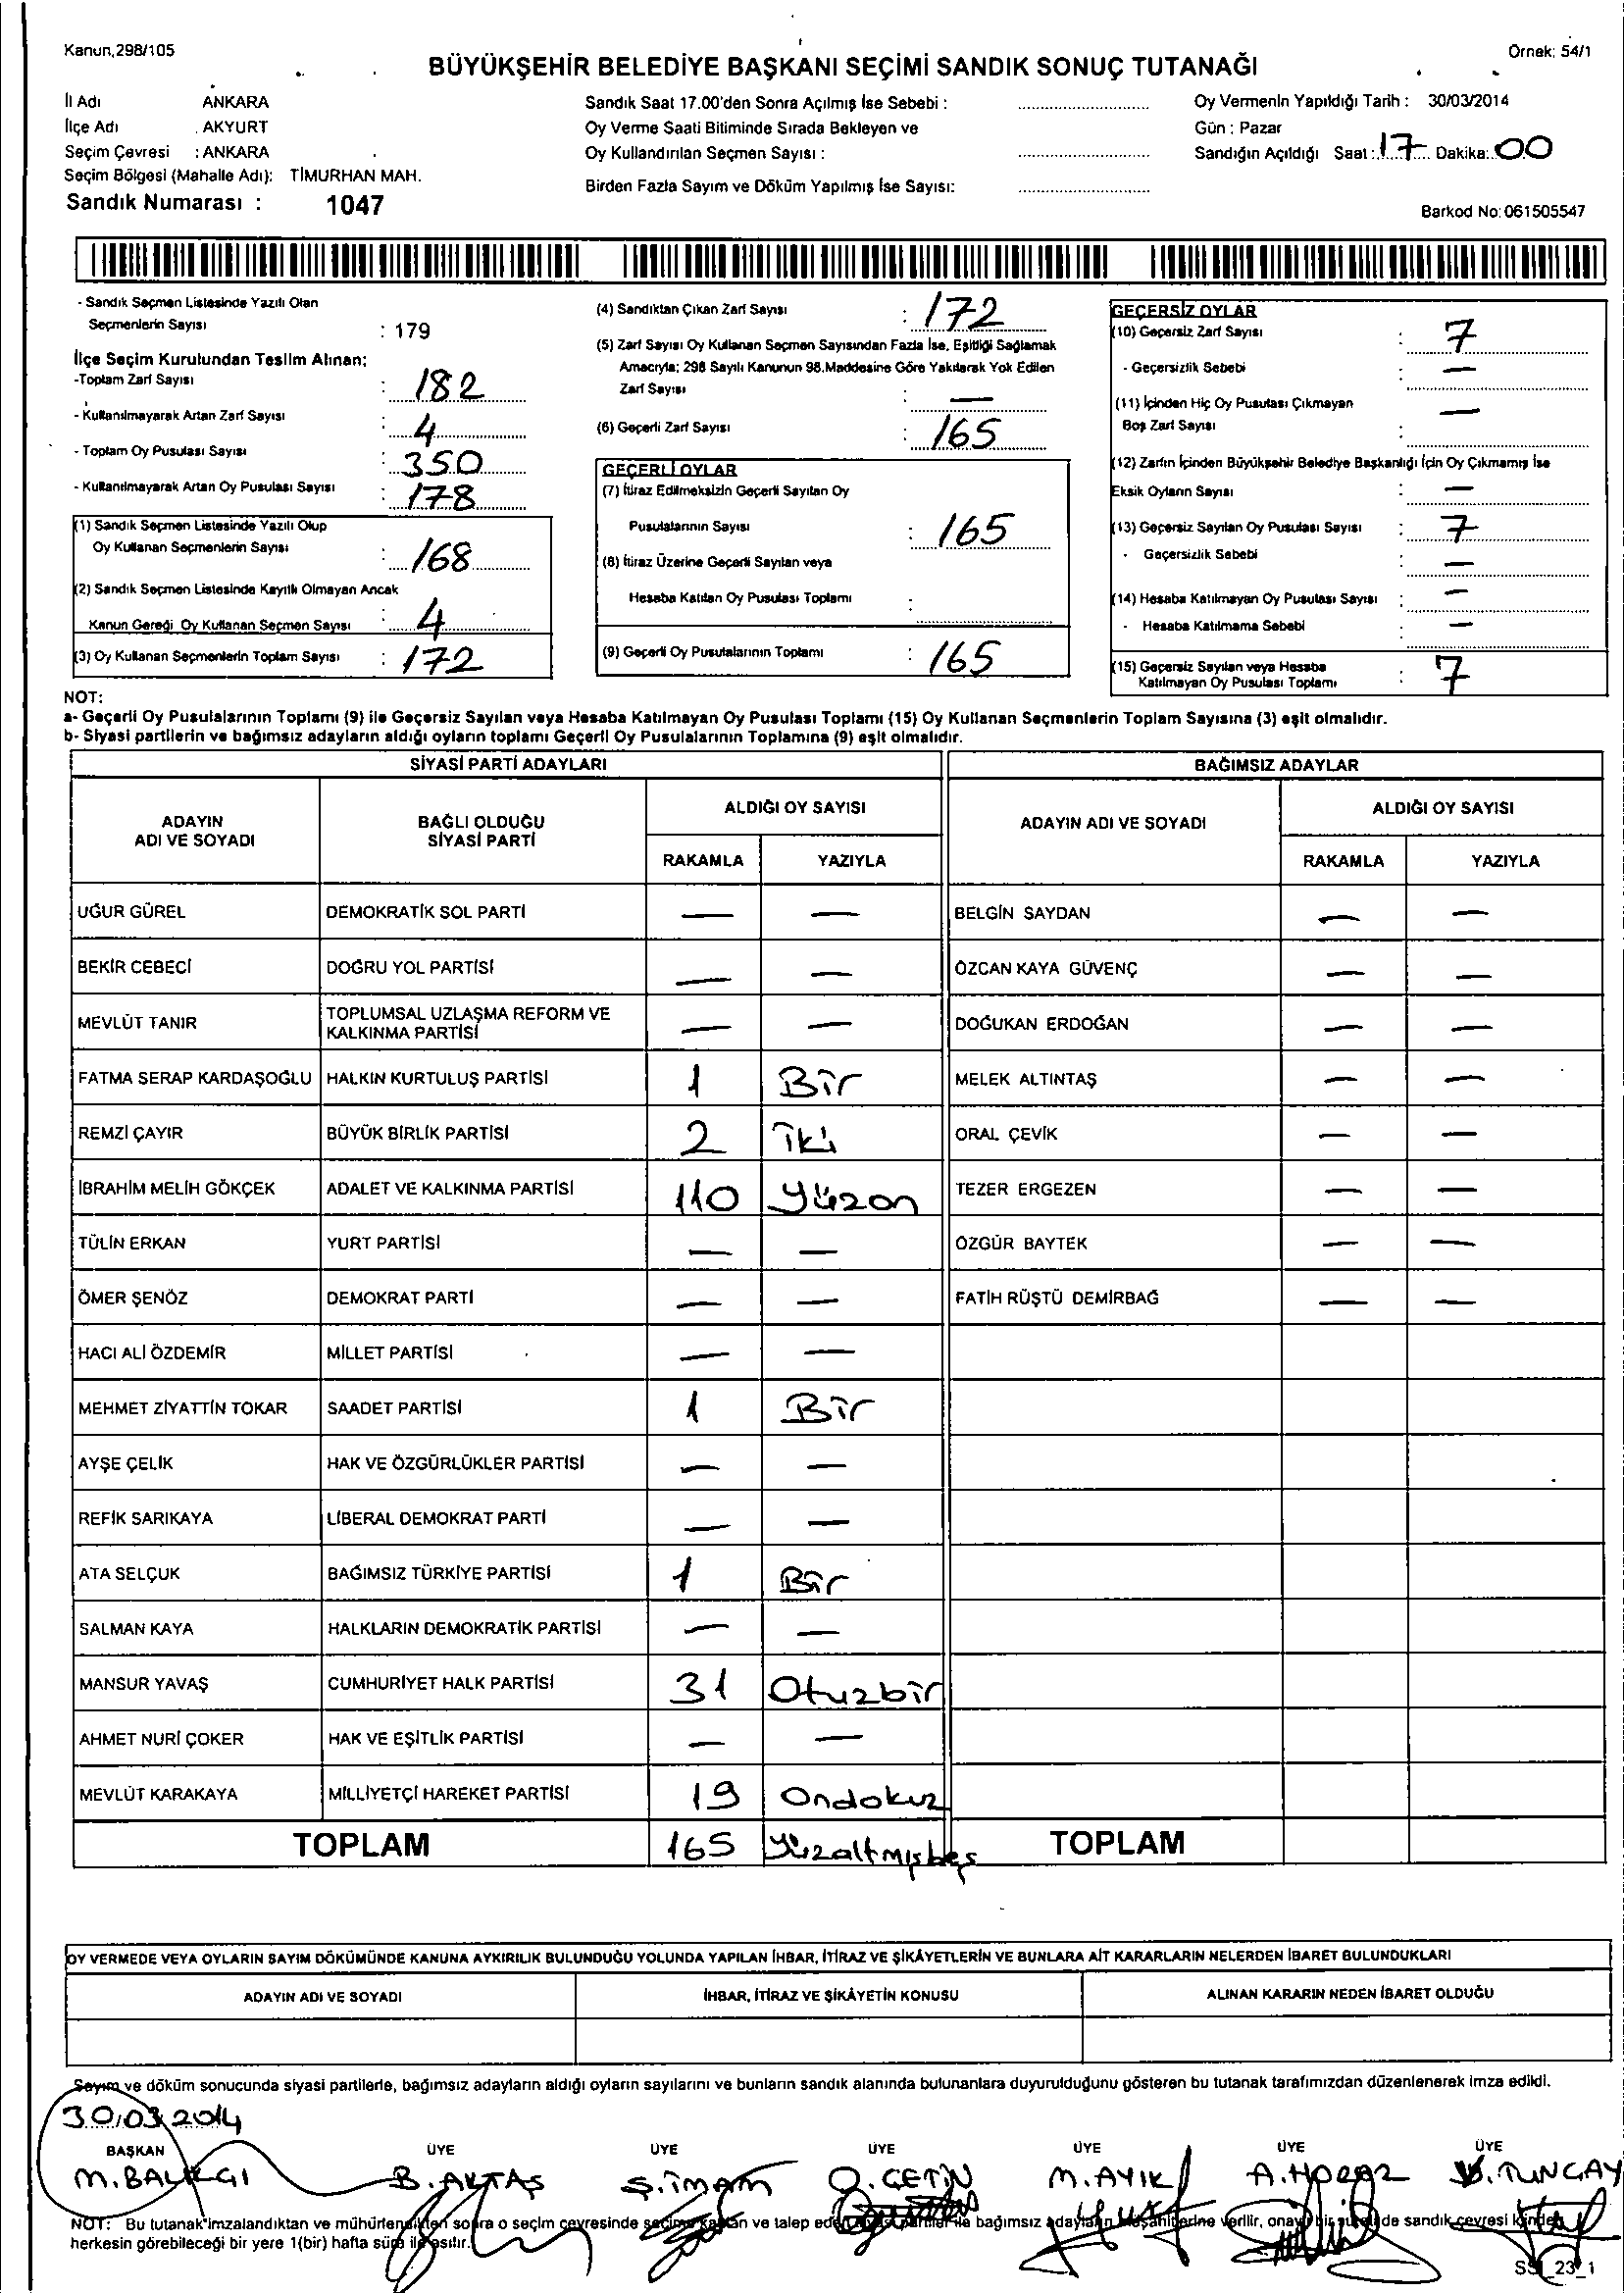 Kanun,298/105
Örnek: 54/1
BÜYÜKŞEHİR BELEDİYE BAŞKANI SEÇİMİ SANDIK SONUÇ TUTANAĞI
İl Adı ANKARA
İlçe Adı . AKYURT
Seçim Çevresi : ANKARA
Seçim Bölgesi (Mahalle Adı): TİMURHAN MAH.
Sandık Numarası : 1047
Sandık Saat 17.00'den Sonra Açılmış İse Sebebi :
Oy Verme Saati Bitiminde Sırada Bekleyen ve
Oy Kullandırılan Seçmen Sayısı :
Birden Fazla Sayım ve Döküm Yapılmış İse Sayısı:
Oy Vermenin Yapıldığı Tarih : 30/03/2014
Gün : Pazar
Sandığın Açıldığı Saat : 17 Dakika: 00
Barkod No: 061505547
- Sandık Seçmen Listesinde Yazılı Olan
Seçmenlerin Sayısı : 179
İlçe Seçim Kurulundan Teslim Alınan:
-Toplam Zarf Sayısı : 182
- Kullanılmayarak Artan Zarf Sayısı : 4
- Toplam Oy Pusulası Sayısı : 350
- Kullanılmayarak Artan Oy Pusulası Sayısı : 178
(1) Sandık Seçmen Listesinde Yazılı Olup
Oy Kullanan Seçmenlerin Sayısı : 168
(2) Sandık Seçmen Listesinde Kayıtlı Olmayan Ancak
Kanun Gereği Oy Kullanan Seçmen Sayısı : 4
(3) Oy Kullanan Seçmenlerin Toplam Sayısı : 172
(4) Sandıktan Çıkan Zarf Sayısı : 172
(5) Zarf Sayısı Oy Kullanan Seçmen Sayısından Fazla İse, Eşitliği Sağlamak
Amacıyla; 298 Sayılı Kanunun 98.Maddesine Göre Yakılarak Yok Edilen
Zarf Sayısı : —
(6) Geçerli Zarf Sayısı : 165
GEÇERLİ OYLAR
(7) İtiraz Edilmeksizin Geçerli Sayılan Oy
Pusulalarının Sayısı : 165
(8) İtiraz Üzerine Geçerli Sayılan veya
Hesaba Katılan Oy Pusulası Toplamı :
(9) Geçerli Oy Pusulalarının Toplamı : 165
GEÇERSİZ OYLAR
(10) Geçersiz Zarf Sayısı : 7
- Geçersizlik Sebebi : —
(11) İçinden Hiç Oy Pusulası Çıkmayan
Boş Zarf Sayısı : —
(12) Zarfın İçinden Büyükşehir Belediye Başkanlığı İçin Oy Çıkmamış İse
Eksik Oyların Sayısı : —
(13) Geçersiz Sayılan Oy Pusulası Sayısı : 7
- Geçersizlik Sebebi : —
(14) Hesaba Katılmayan Oy Pusulası Sayısı : —
- Hesaba Katılmama Sebebi : —
(15) Geçersiz Sayılan veya Hesaba
Katılmayan Oy Pusulası Toplamı : 7
NOT:
a- Geçerli Oy Pusulalarının Toplamı (9) ile Geçersiz Sayılan veya Hesaba Katılmayan Oy Pusulası Toplamı (15) Oy Kullanan Seçmenlerin Toplam Sayısına (3) eşit olmalıdır.
b- Siyasi partilerin ve bağımsız adayların aldığı oyların toplamı Geçerli Oy Pusulalarının Toplamına (9) eşit olmalıdır.
SİYASİ PARTİ ADAYLARI BAĞIMSIZ ADAYLAR
ADAYIN ADI VE SOYADI BAĞLI OLDUĞU SİYASİ PARTİ ALDIĞI OY SAYISI ADAYIN ADI VE SOYADI ALDIĞI OY SAYISI
RAKAMLA YAZIYLA RAKAMLA YAZIYLA
UĞUR GÜREL DEMOKRATİK SOL PARTİ — — BELGİN SAYDAN — —
BEKİR CEBECİ DOĞRU YOL PARTİSİ — — ÖZCAN KAYA GÜVENÇ — —
MEVLÜT TANIR TOPLUMSAL UZLAŞMA REFORM VE KALKINMA PARTİSİ — — DOĞUKAN ERDOĞAN — —
FATMA SERAP KARDAŞOĞLU HALKIN KURTULUŞ PARTİSİ 1 Bir MELEK ALTINTAŞ — —
REMZİ ÇAYIR BÜYÜK BİRLİK PARTİSİ 2 iki ORAL ÇEVİK — —
İBRAHİM MELİH GÖKÇEK ADALET VE KALKINMA PARTİSİ 110 Yüzon TEZER ERGEZEN — —
TÜLİN ERKAN YURT PARTİSİ — — ÖZGÜR BAYTEK — —
ÖMER ŞENÖZ DEMOKRAT PARTİ — — FATİH RÜŞTÜ DEMİRBAĞ — —
HACI ALİ ÖZDEMİR MİLLET PARTİSİ — —
MEHMET ZİYATTİN TOKAR SAADET PARTİSİ 1 Bir
AYŞE ÇELİK HAK VE ÖZGÜRLÜKLER PARTİSİ — —
REFİK SARIKAYA LİBERAL DEMOKRAT PARTİ — —
ATA SELÇUK BAĞIMSIZ TÜRKİYE PARTİSİ 1 Bir
SALMAN KAYA HALKLARIN DEMOKRATİK PARTİSİ — —
MANSUR YAVAŞ CUMHURİYET HALK PARTİSİ 31 Otuzbir
AHMET NURİ ÇOKER HAK VE EŞİTLİK PARTİSİ — —
MEVLÜT KARAKAYA MİLLİYETÇİ HAREKET PARTİSİ 19 Ondokuz
TOPLAM 165 Yüzaltmışbeş TOPLAM
OY VERMEDE VEYA OYLARIN SAYIM DÖKÜMÜNDE KANUNA AYKIRILIK BULUNDUĞU YOLUNDA YAPILAN İHBAR, İTİRAZ VE ŞİKÂYETLERİN VE BUNLARA AİT KARARLARIN NELERDEN İBARET BULUNDUKLARI
ADAYIN ADI VE SOYADI İHBAR, İTİRAZ VE ŞİKÂYETİN KONUSU ALINAN KARARIN NEDEN İBARET OLDUĞU
Sayım ve döküm sonucunda siyasi partilerle, bağımsız adayların aldığı oyların sayılarını ve bunların sandık alanında bulunanlara duyurulduğunu gösteren bu tutanak tarafımızdan düzenlenerek imza edildi.
30.03.2014
BAŞKAN ÜYE ÜYE ÜYE ÜYE ÜYE ÜYE
M.BALIKGI B.AKTAŞ Ş.İMAM Ö.ÇETİN M.AYIK A.HORAZ TUNCAY
NOT: Bu tutanak imzalandıktan ve mühürlendikten sonra o seçim çevresinde seçime katılan ve talep eden ile bağımsız adayların müşahitlerine verilir, onaylı bir sureti de sandık çevresi içinde
herkesin görebileceği bir yere 1(bir) hafta süre ile asılır.
23_1